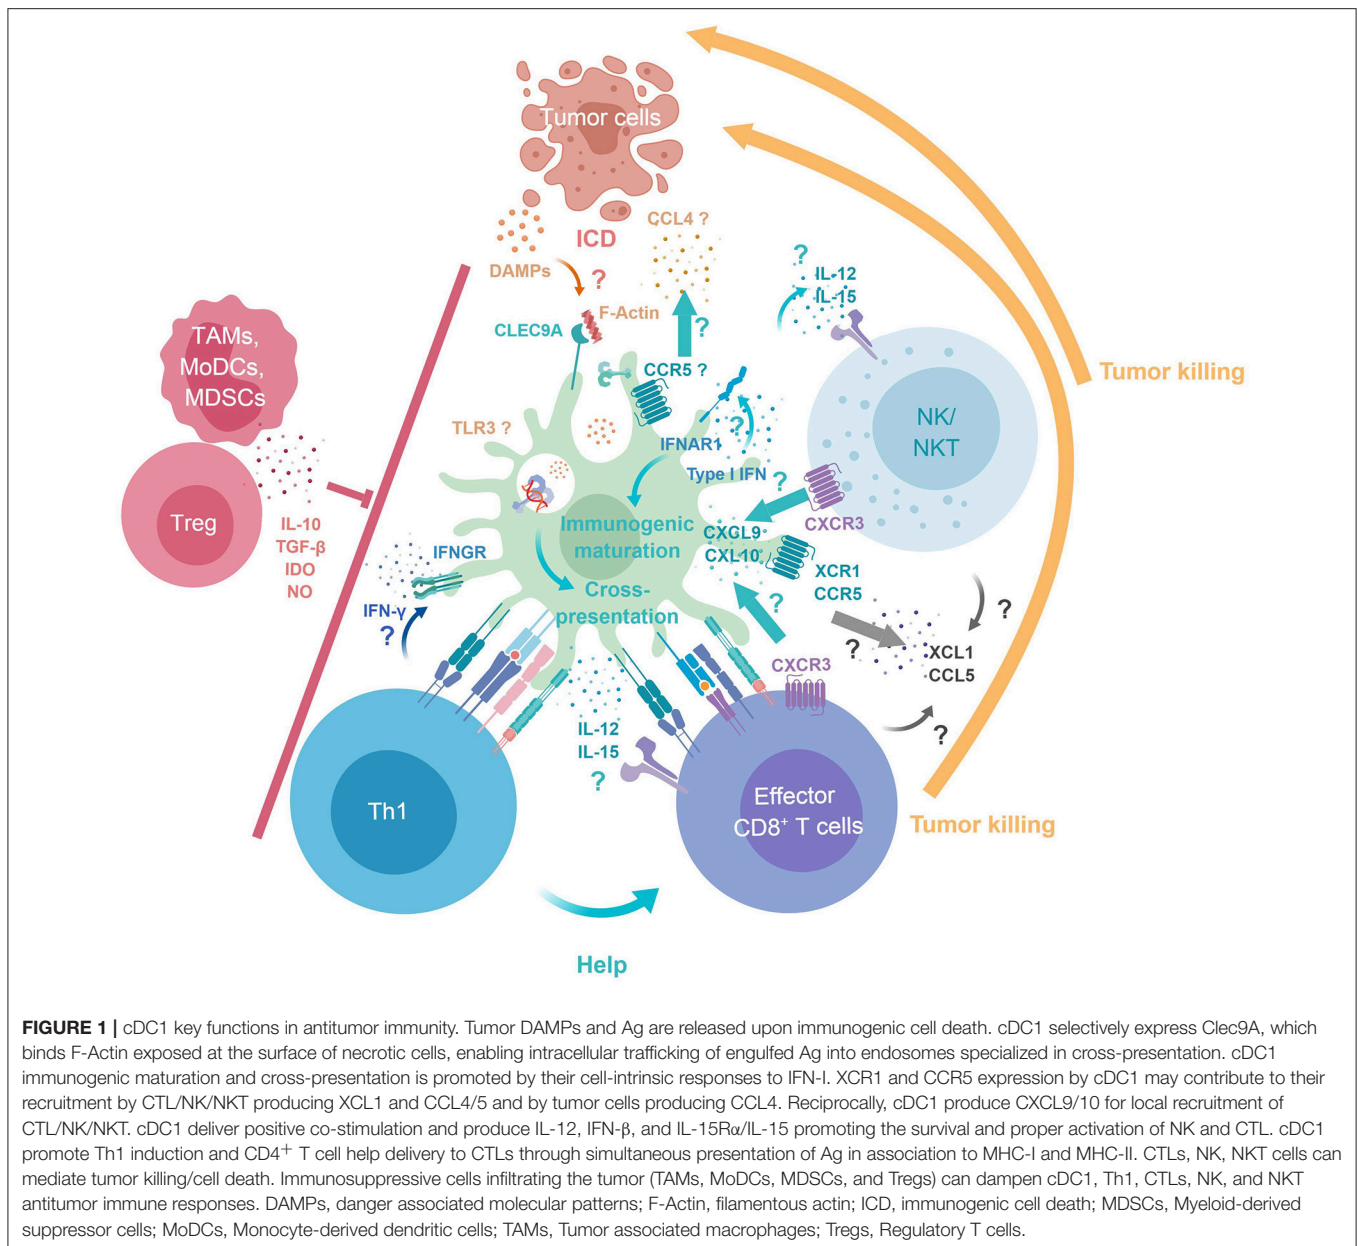 Tumor cells
CCL4 ?
ICD
DAMPs
?
?
IL-12
IL-15
F-Actin
CLEC9A
?
TAMs,
MoDCs,
MDSCs
CCR5 ?
Tumor killing
NK/
NKT
TLR3 ?
?
IFNAR1
Type I IFN
?
CXCR3
Treg
IL-10
TGF-β
IDO
NO
Immunogenic
maturation
CXCL9
CXL10
IFNGR
XCR1
CCR5
Cross-
presentation
IFN-γ
?
?
?
?
XCL1
CCL5
CXCR3
?
IL-12
IL-15
?
Th1
Effector
CD8+ T cells
Tumor killing
Help
FIGURE 1 | cDC1 key functions in antitumor immunity. Tumor DAMPs and Ag are released upon immunogenic cell death. cDC1 selectively express Clec9A, which
binds F-Actin exposed at the surface of necrotic cells, enabling intracellular trafficking of engulfed Ag into endosomes specialized in cross-presentation. cDC1
immunogenic maturation and cross-presentation is promoted by their cell-intrinsic responses to IFN-I. XCR1 and CCR5 expression by cDC1 may contribute to their
recruitment by CTL/NK/NKT producing XCL1 and CCL4/5 and by tumor cells producing CCL4. Reciprocally, cDC1 produce CXCL9/10 for local recruitment of
CTL/NK/NKT. cDC1 deliver positive co-stimulation and produce IL-12, IFN-β, and IL-15Rα/IL-15 promoting the survival and proper activation of NK and CTL. cDC1
promote Th1 induction and CD4+ T cell help delivery to CTLs through simultaneous presentation of Ag in association to MHC-I and MHC-II. CTLs, NK, NKT cells can
mediate tumor killing/cell death. Immunosuppressive cells infiltrating the tumor (TAMs, MoDCs, MDSCs, and Tregs) can dampen cDC1, Th1, CTLs, NK, and NKT
antitumor immune responses. DAMPs, danger associated molecular patterns; F-Actin, filamentous actin; ICD, immunogenic cell death; MDSCs, Myeloid-derived
suppressor cells; MoDCs, Monocyte-derived dendritic cells; TAMs, Tumor associated macrophages; Tregs, Regulatory T cells.